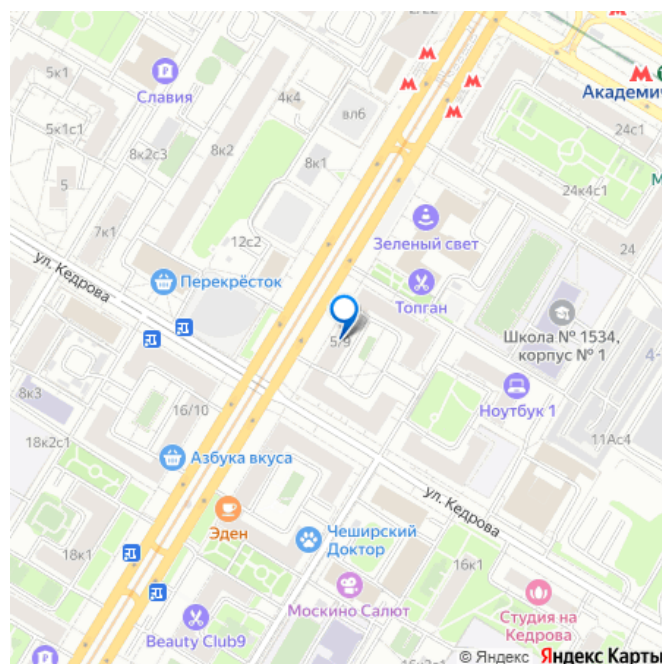 5к1
Славия
4к4
вл6
Академич
5к1с1
8к2с3
8к2
24с1
8к1
5
24к4с1
7к1
12с2
Зеленый свет
24
ул. Кедрова
Перекрёсток
Топган
5/9
Школа № 1534,
корпус № 1
8к3
16/10
Ноутбук 1
18к2с1
11Ас4
Азбука вкуса
ул. Кедрова
Эден
Чеширский
Доктор
18к1
16к1
Москино Салют
Студия на
Кедрова
Beauty Club9
© Яндекс Яндекс Карты